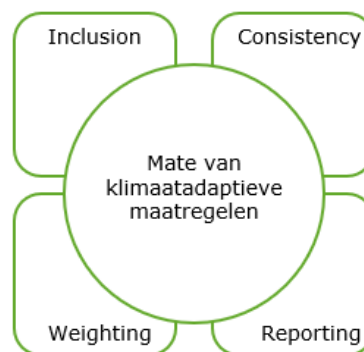 Inclusion
Consistency
Mate van
klimaatadaptieve
maatregelen
Weighting
Reporting